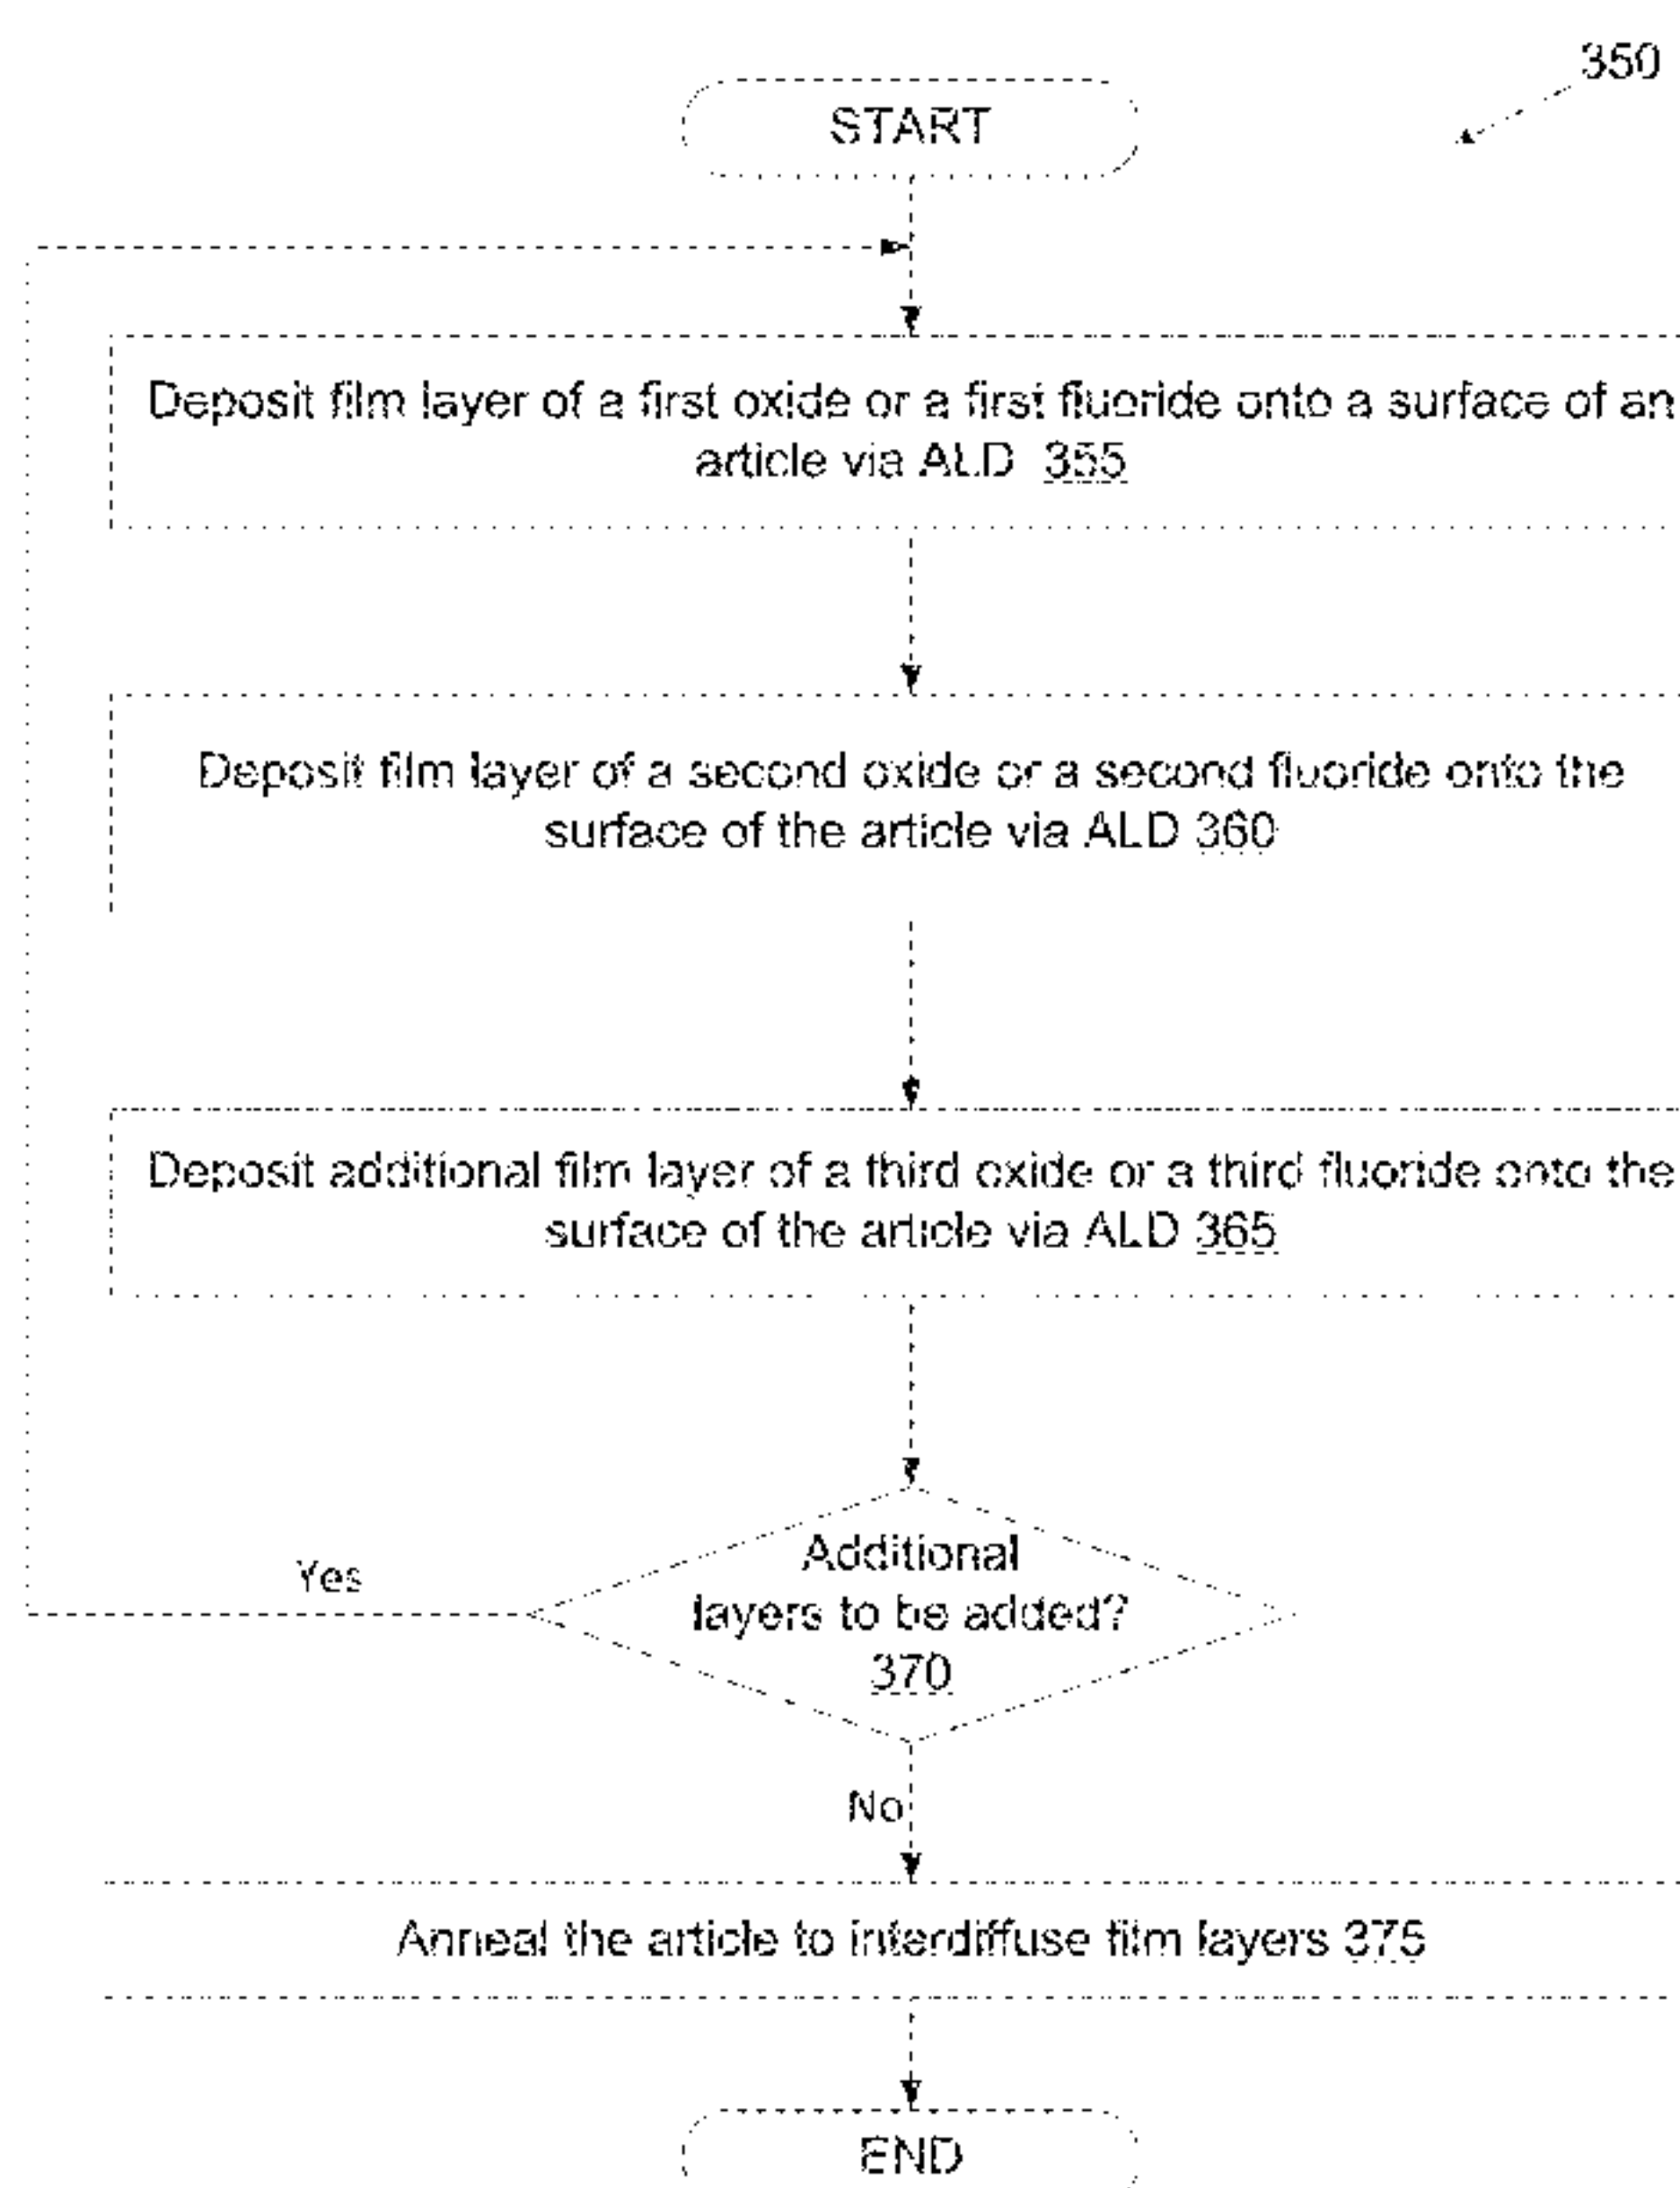 350
START
Deposit film layer of a first oxide or a first fluoride onto a surface of an
article via ALD 355
Deposit film layer of a second oxide or a second fluoride onto the
surface of the article via ALD 360
Deposit additional film layer of a third oxide or a third fluoride onto the
surface of the article via ALD 365
Additional
layers to be added?
370
Yes
No
Anneal the article to interdiffuse film layers 375
END